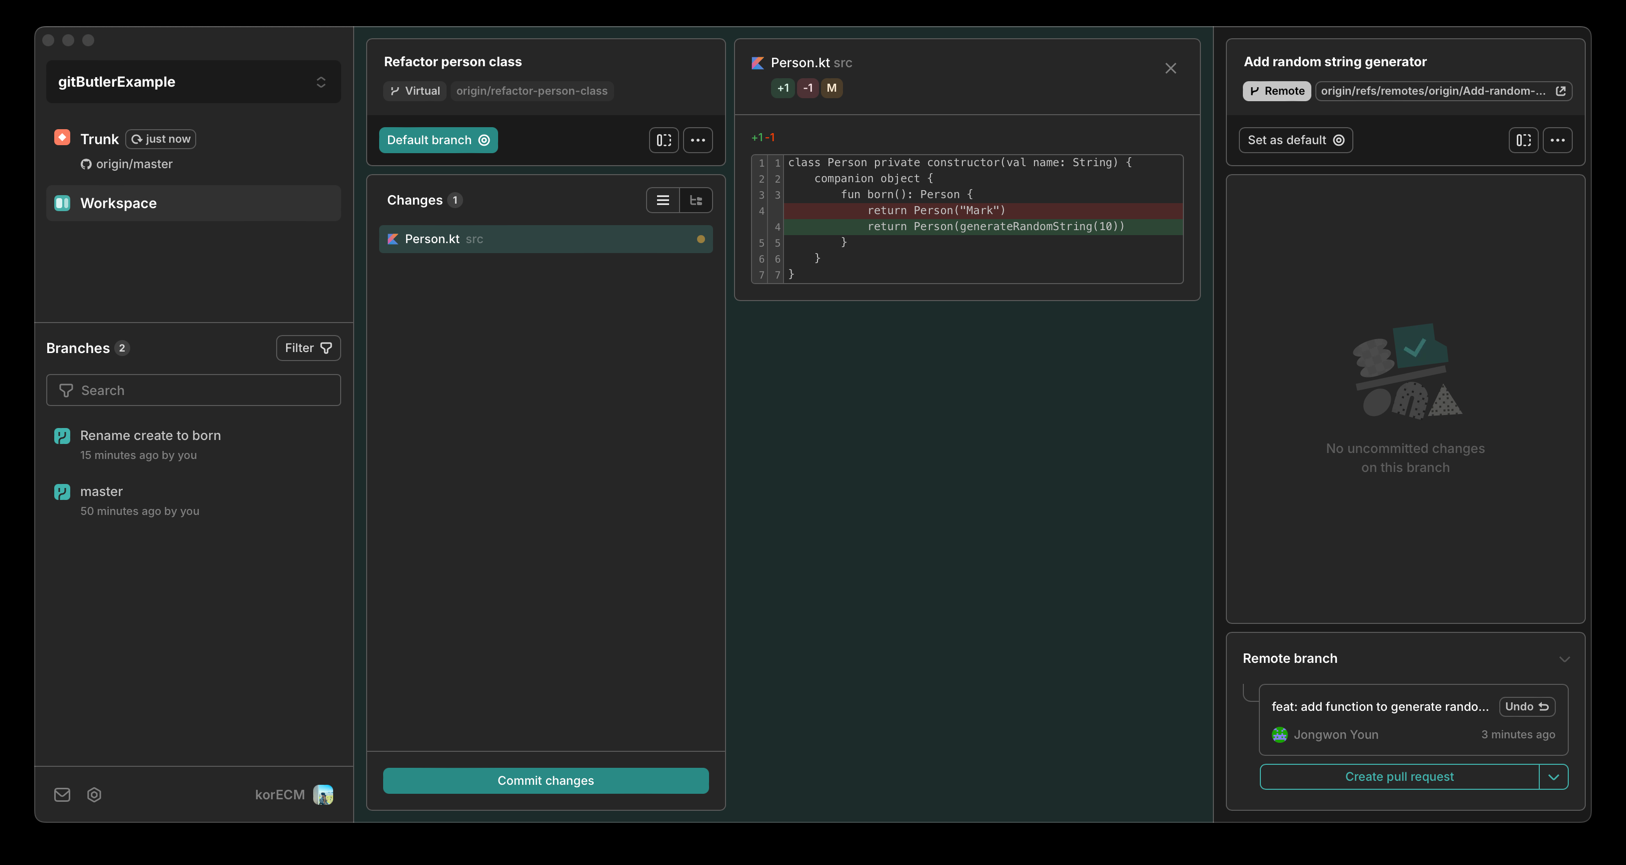 gitButlerExample
Trunk just now
origin/master
Workspace
Branches 2
Filter
Search
Rename create to born
15 minutes ago by you
master
50 minutes ago by you
korECM
Refactor person class
Virtual origin/refactor-person-class
Default branch
Changes 1
Person.kt src
Commit changes
Person.kt src
+1 -1 M
+1-1
1 1 class Person private constructor(val name: String) {
2 2 companion object {
3 3 fun born(): Person {
4 return Person("Mark")
4 return Person(generateRandomString(10))
5 5 }
6 6 }
7 7 }
Add random string generator
Remote origin/refs/remotes/origin/Add-random-...
Set as default
No uncommitted changes
on this branch
Remote branch
feat: add function to generate rando... Undo
Jongwon Youn 3 minutes ago
Create pull request